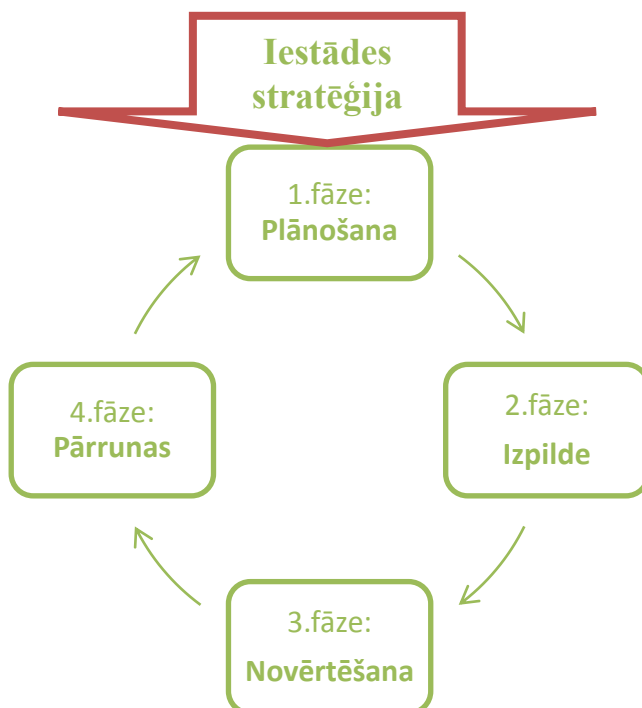 Iestādes
stratēģija
1.fāze:
Plānošana
2.fāze:
Izpilde
3.fāze:
Novērtēšana
4.fāze:
Pārrunas